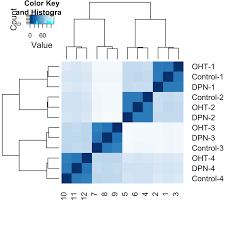 Color Key
and Histogra
Count
0
0 60
Value
OHT-1
Control-1
DPN-1
Control-2
OHT-2
DPN-2
OHT-3
DPN-3
Control-3
OHT-4
DPN-4
Control-4
10 11 12 7 8 9 5 6 4 2 1 3